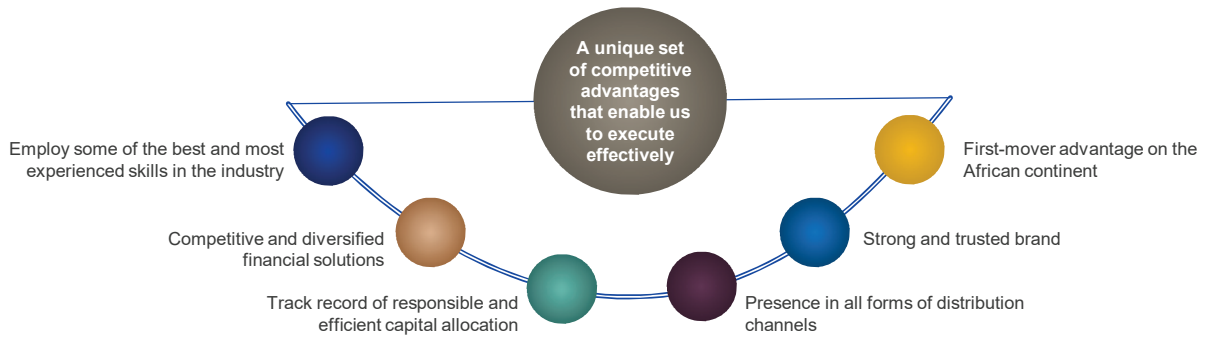 A unique set
of competitive
advantages
that enable us
to execute
effectively
Employ some of the best and most
experienced skills in the industry
Competitive and diversified
financial solutions
Track record of responsible and
efficient capital allocation
Presence in all forms of distribution
channels
Strong and trusted brand
First-mover advantage on the
African continent